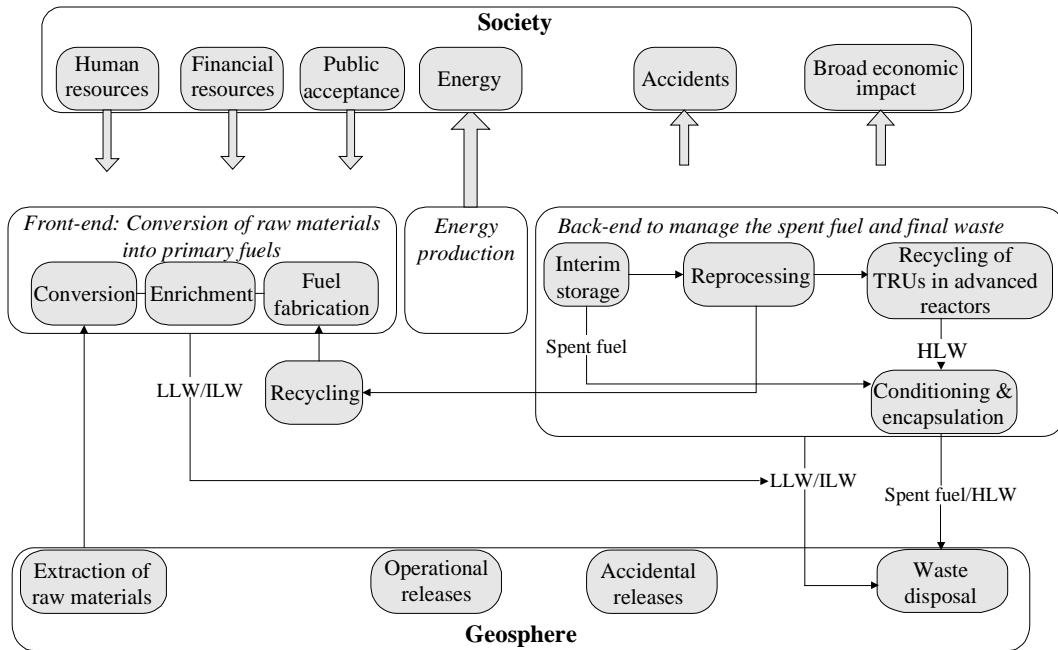 Society
Human
resources
Financial
resources
Public
acceptance
Energy
Accidents
Broad economic
impact
Front-end: Conversion of raw materials
into primary fuels
Conversion
Enrichment
Fuel
fabrication
Recycling
LLW/ILW
Energy
production
Back-end to manage the spent fuel and final waste
Interim
storage
Reprocessing
Recycling of
TRUs in advanced
reactors
Spent fuel
HLW
Conditioning &
encapsulation
LLW/ILW
Spent fuel/HLW
Extraction of
raw materials
Operational
releases
Accidental
releases
Waste
disposal
Geosphere